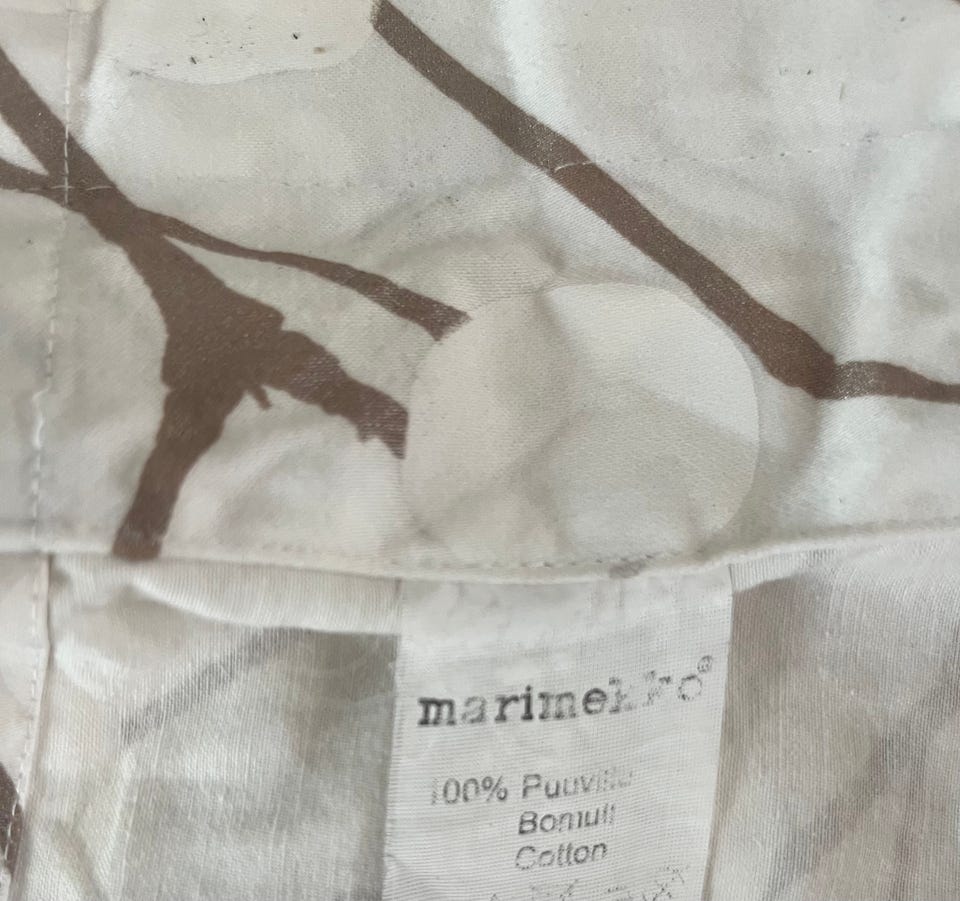 marimekko®
100% Puuvilla
Bomull
Cotton